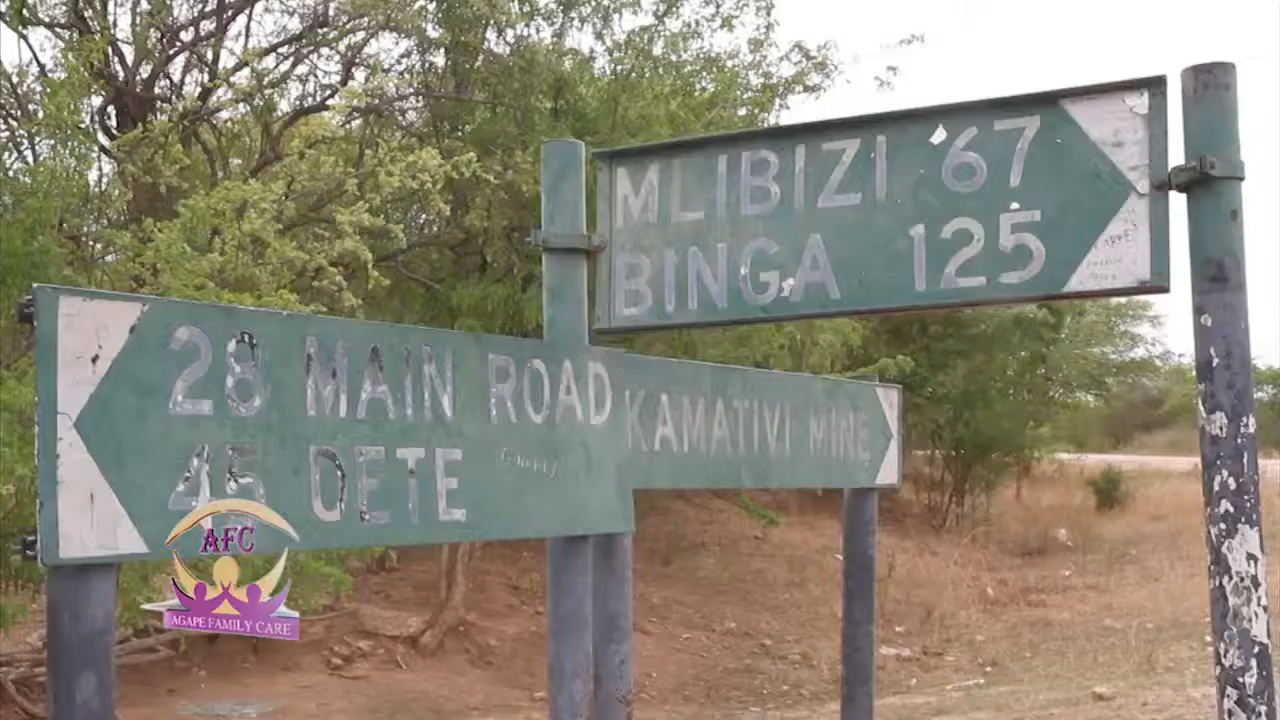 MLIBIZI 67
BINGA 125
28 MAIN ROAD
45 DETE
KAMATIVI MINE
AFC
AGAPE FAMILY CARE